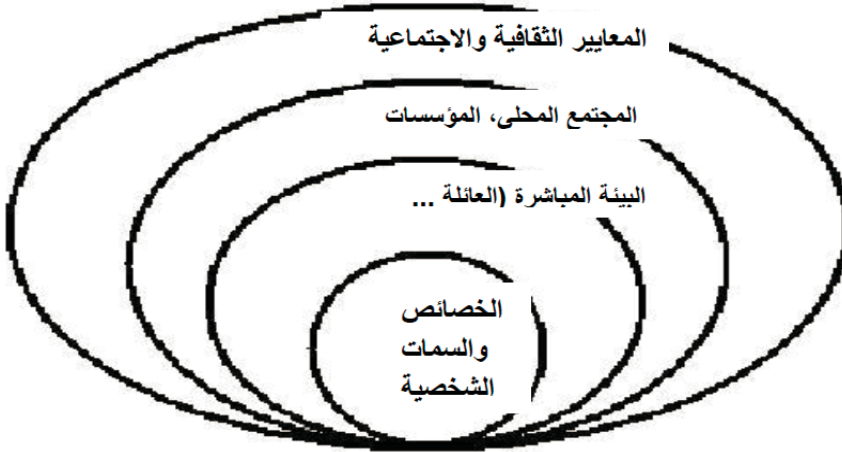 المعايير الثقافية والاجتماعية
المجتمع المحلى، المؤسسات
البيئة المباشرة (العائلة ...
الخصائص
والسمات
الشخصية